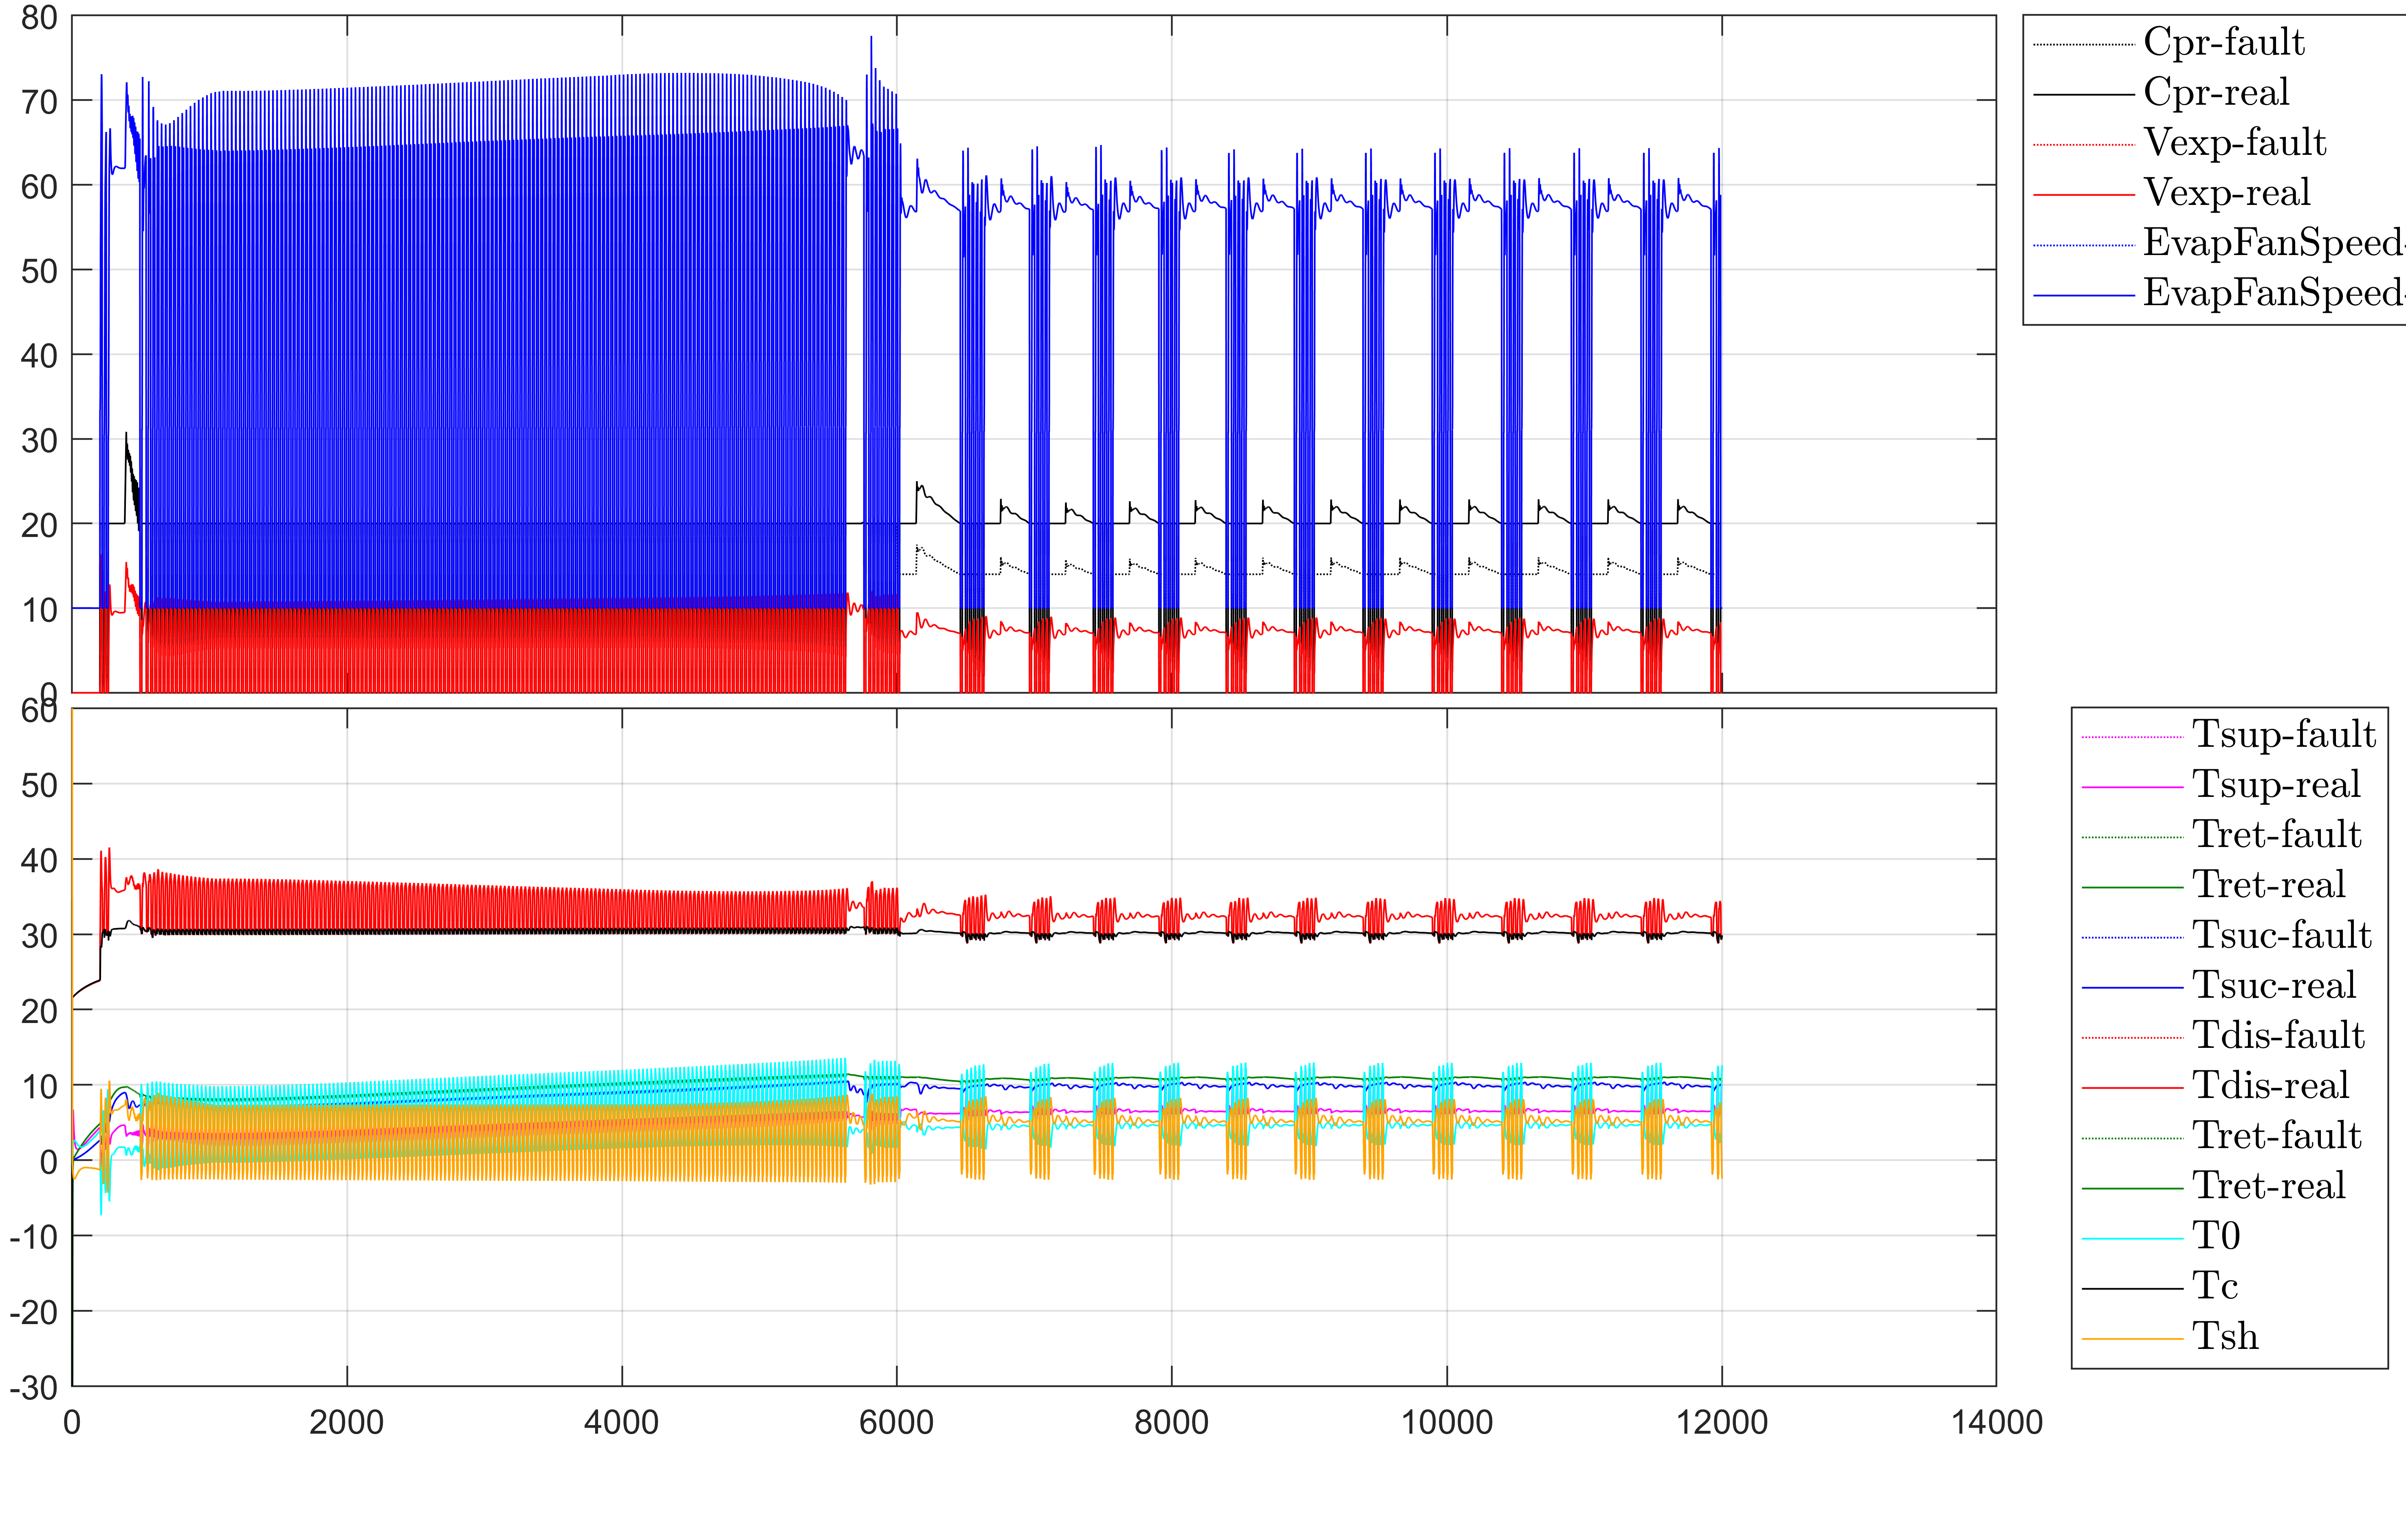 80
70
60
50
40
30
20
10
0
Cpr-fault
Cpr-real
Vexp-fault
Vexp-real
EvapFanSpeed-
EvapFanSpeed-
60
50
40
30
20
10
0
-10
-20
-30
0 2000 4000 6000 8000 10000 12000 14000
Tsup-fault
Tsup-real
Tret-fault
Tret-real
Tsuc-fault
Tsuc-real
Tdis-fault
Tdis-real
Tret-fault
Tret-real
T0
Tc
Tsh